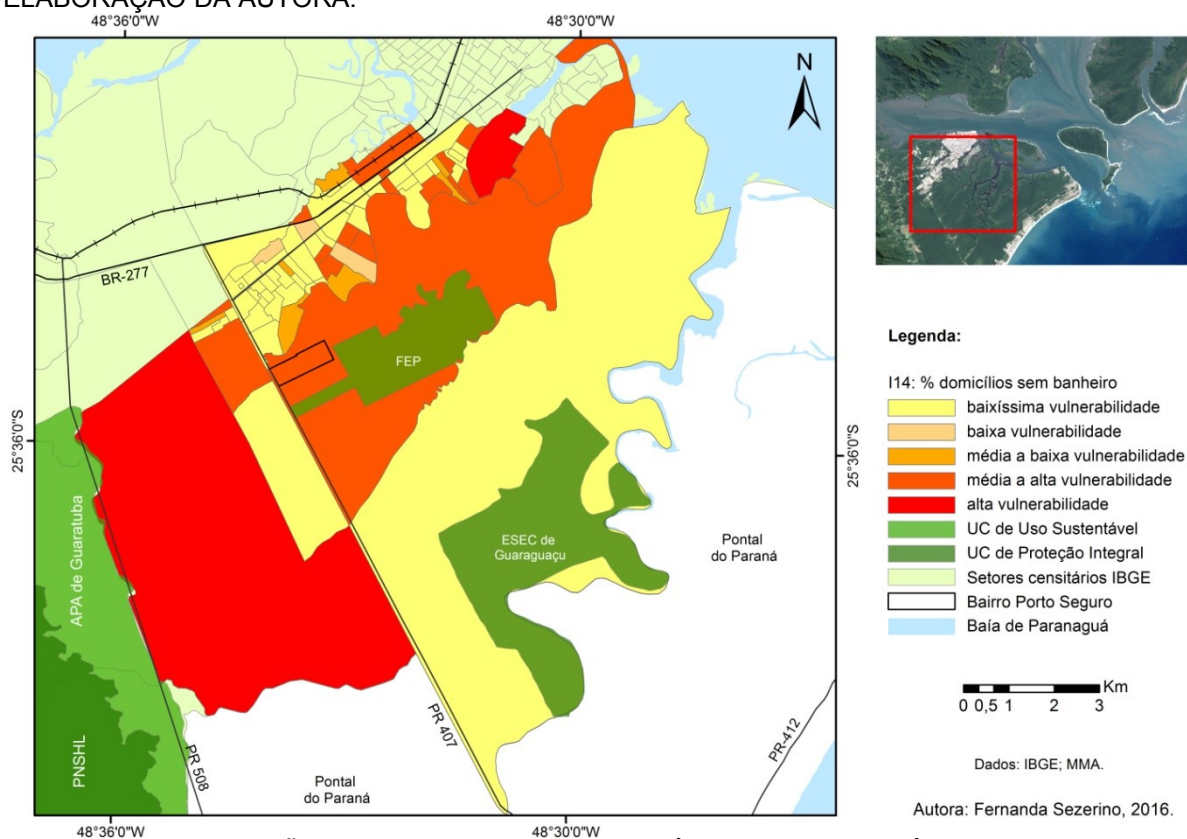 ELABORAÇÃO DA AUTORA.
48°36'0"W
48°30'0"W
N
BR-277
FEP
25°36'0"S
25°36'0"S
APA de Guaratuba
ESEC de
Guaraguaçu
Pontal
do Paraná
PNSHL
PR 508
PR 407
PR-412
Pontal
do Paraná
48°36'0"W
48°30'0"W
Legenda:
I14: % domicílios sem banheiro
baixíssima vulnerabilidade
baixa vulnerabilidade
média a baixa vulnerabilidade
média a alta vulnerabilidade
alta vulnerabilidade
UC de Uso Sustentável
UC de Proteção Integral
Setores censitários IBGE
Bairro Porto Seguro
Baía de Paranaguá
Km
0 0,5 1 2 3
Dados: IBGE; MMA.
Autora: Fernanda Sezerino, 2016.